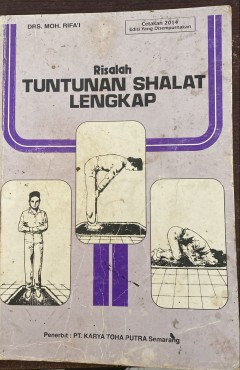 DRS. MOH. RIFA'I
Cetakan 2014
Edisi Yang Disempurnakan
Risalah
TUNTUNAN SHALAT
LENGKAP
Penerbit : PT. KARYA TOHA PUTRA Semarang